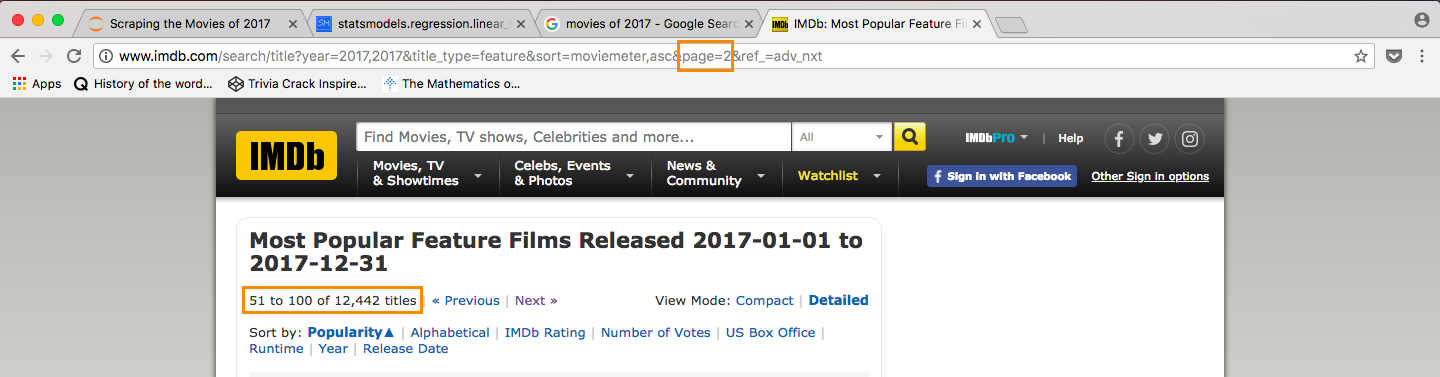 Scraping the Movies of 2017
statsmodels.regression.linear_
movies of 2017 - Google Searc
IMDb: Most Popular Feature Fil
www.imdb.com/search/title?year=2017,2017&title_type=feature&sort=moviemeter,asc&page=2&ref_=adv_nxt
Apps
Q History of the word...
Trivia Crack Inspire...
The Mathematics o...
IMDb
Find Movies, TV shows, Celebrities and more...
All
IMDbPro | Help
Movies, TV
& Showtimes
Celebs, Events
& Photos
News &
Community
Watchlist
Sign in with Facebook
Other Sign in options
Most Popular Feature Films Released 2017-01-01 to
2017-12-31
51 to 100 of 12,442 titles | « Previous | Next »
View Mode: Compact | Detailed
Sort by: Popularity▲ | Alphabetical | IMDb Rating | Number of Votes | US Box Office |
Runtime | Year | Release Date